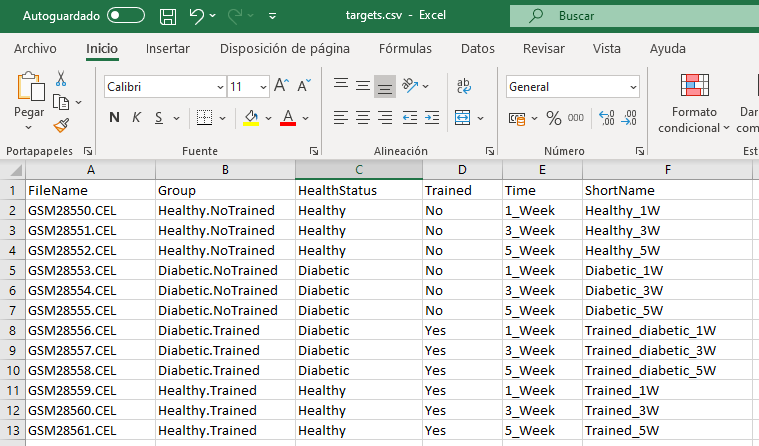 Autoguardado targets.csv - Excel Buscar
Archivo Inicio Insertar Disposición de página Fórmulas Datos Revisar Vista Ayuda
Calibri 11 A A ab c General
Pegar N K S A % 000 Formato condicional Dar com
Portapapeles Fuente Alineación Número Est
A B C D E F
1 FileName Group HealthStatus Trained Time ShortName
2 GSM28550.CEL Healthy.NoTrained Healthy No 1_Week Healthy_1W
3 GSM28551.CEL Healthy.NoTrained Healthy No 3_Week Healthy_3W
4 GSM28552.CEL Healthy.NoTrained Healthy No 5_Week Healthy_5W
5 GSM28553.CEL Diabetic.NoTrained Diabetic No 1_Week Diabetic_1W
6 GSM28554.CEL Diabetic.NoTrained Diabetic No 3_Week Diabetic_3W
7 GSM28555.CEL Diabetic.NoTrained Diabetic No 5_Week Diabetic_5W
8 GSM28556.CEL Diabetic.Trained Diabetic Yes 1_Week Trained_diabetic_1W
9 GSM28557.CEL Diabetic.Trained Diabetic Yes 3_Week Trained_diabetic_3W
10 GSM28558.CEL Diabetic.Trained Diabetic Yes 5_Week Trained_diabetic_5W
11 GSM28559.CEL Healthy.Trained Healthy Yes 1_Week Trained_1W
12 GSM28560.CEL Healthy.Trained Healthy Yes 3_Week Trained_3W
13 GSM28561.CEL Healthy.Trained Healthy Yes 5_Week Trained_5W